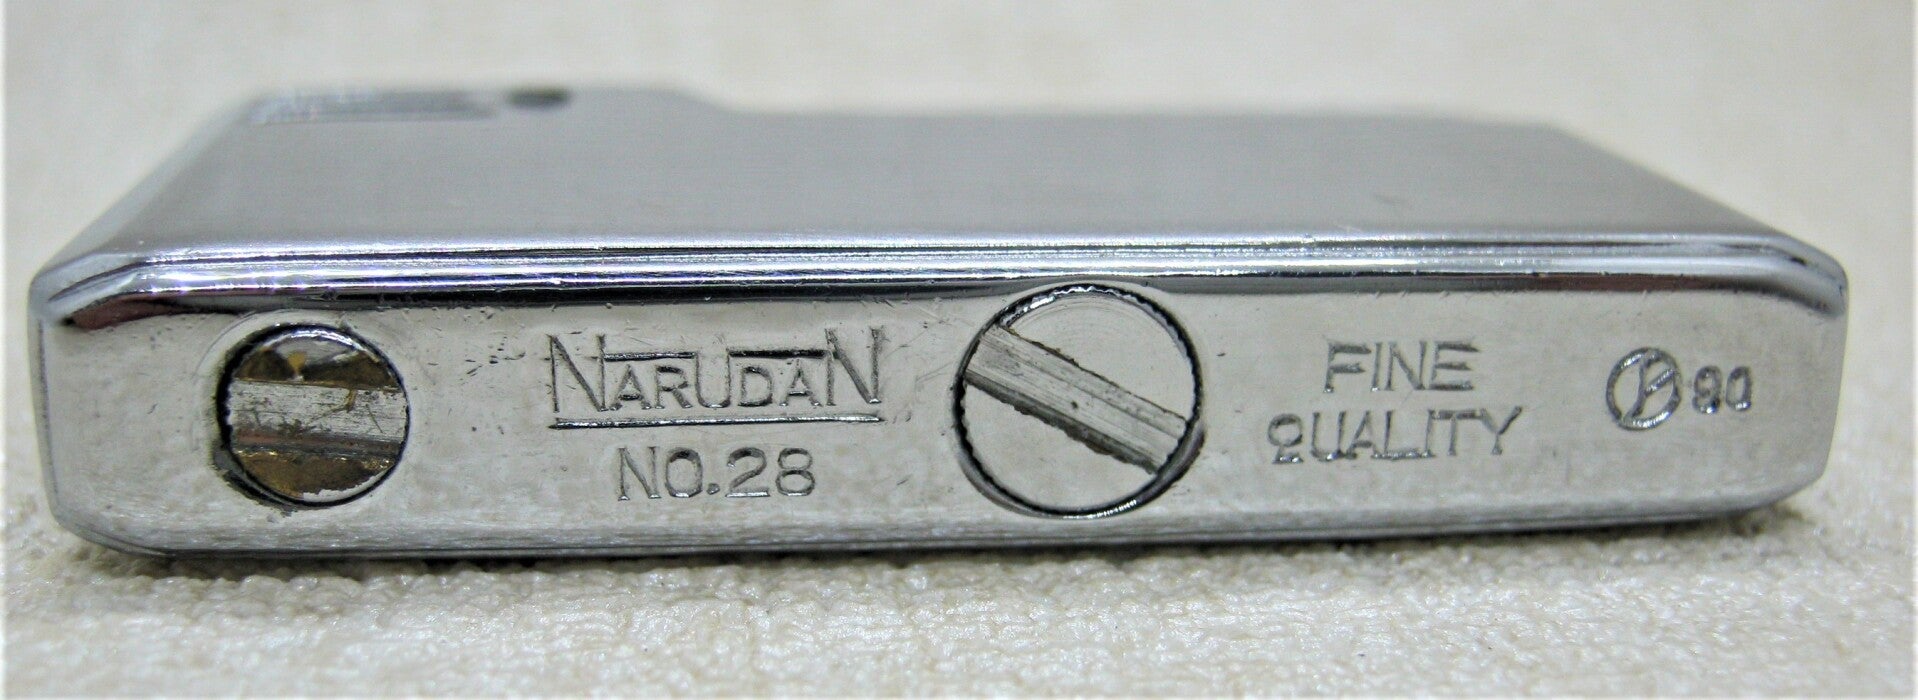 NARUDAN
NO.28
FINE
QUALITY